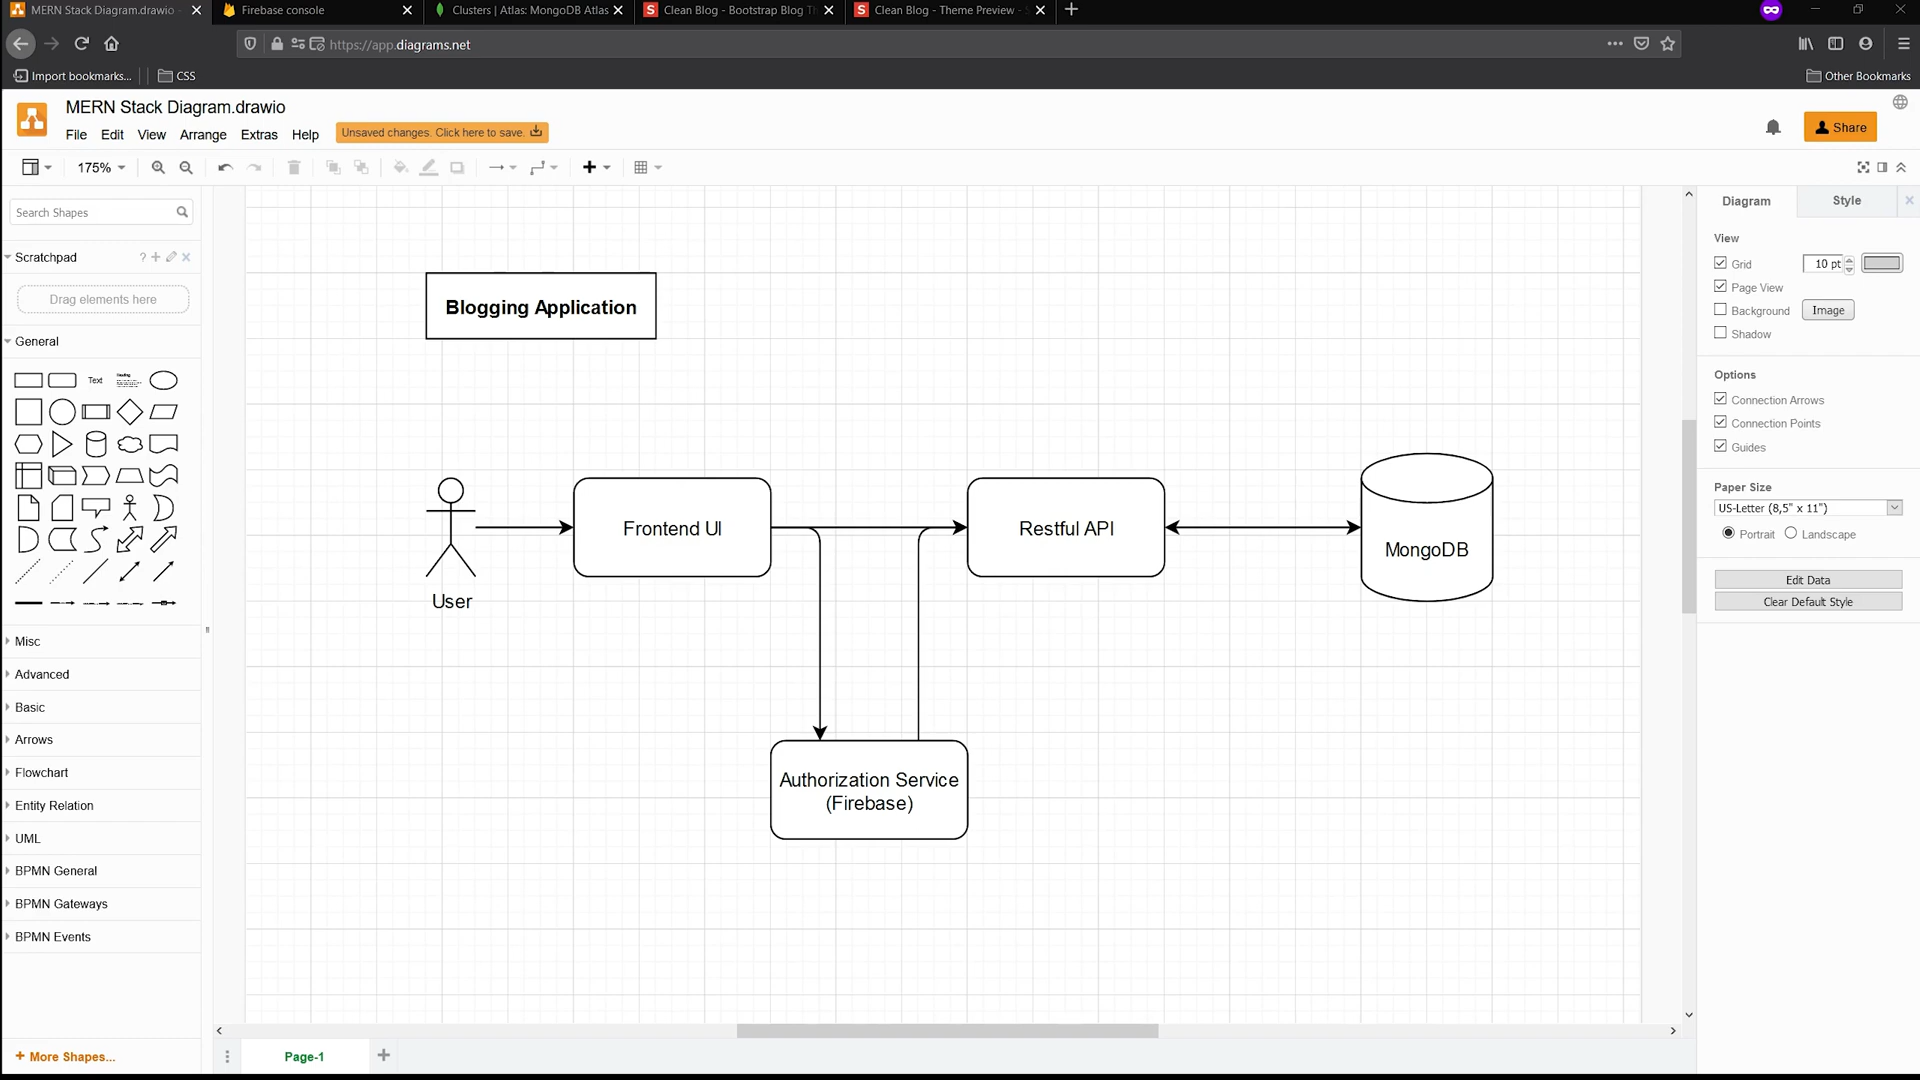 MERN Stack Diagram.drawio -
Firebase console
Clusters | Atlas: MongoDB Atlas
Clean Blog - Bootstrap Blog Th
Clean Blog - Theme Preview -
https://app.diagrams.net
Import bookmarks...
CSS
Other Bookmarks
MERN Stack Diagram.drawio
File
Edit
View
Arrange
Extras
Help
Unsaved changes. Click here to save.
Share
175%
Search Shapes
Scratchpad
?
Drag elements here
General
Text
Heading
Misc
Advanced
Basic
Arrows
Flowchart
Entity Relation
UML
BPMN General
BPMN Gateways
BPMN Events
+ More Shapes...
Blogging Application
User
Frontend UI
Restful API
MongoDB
Authorization Service
(Firebase)
Page-1
Diagram
Style
View
Grid
10 pt
Page View
Background
Image
Shadow
Options
Connection Arrows
Connection Points
Guides
Paper Size
US-Letter (8,5" x 11")
Portrait
Landscape
Edit Data
Clear Default Style